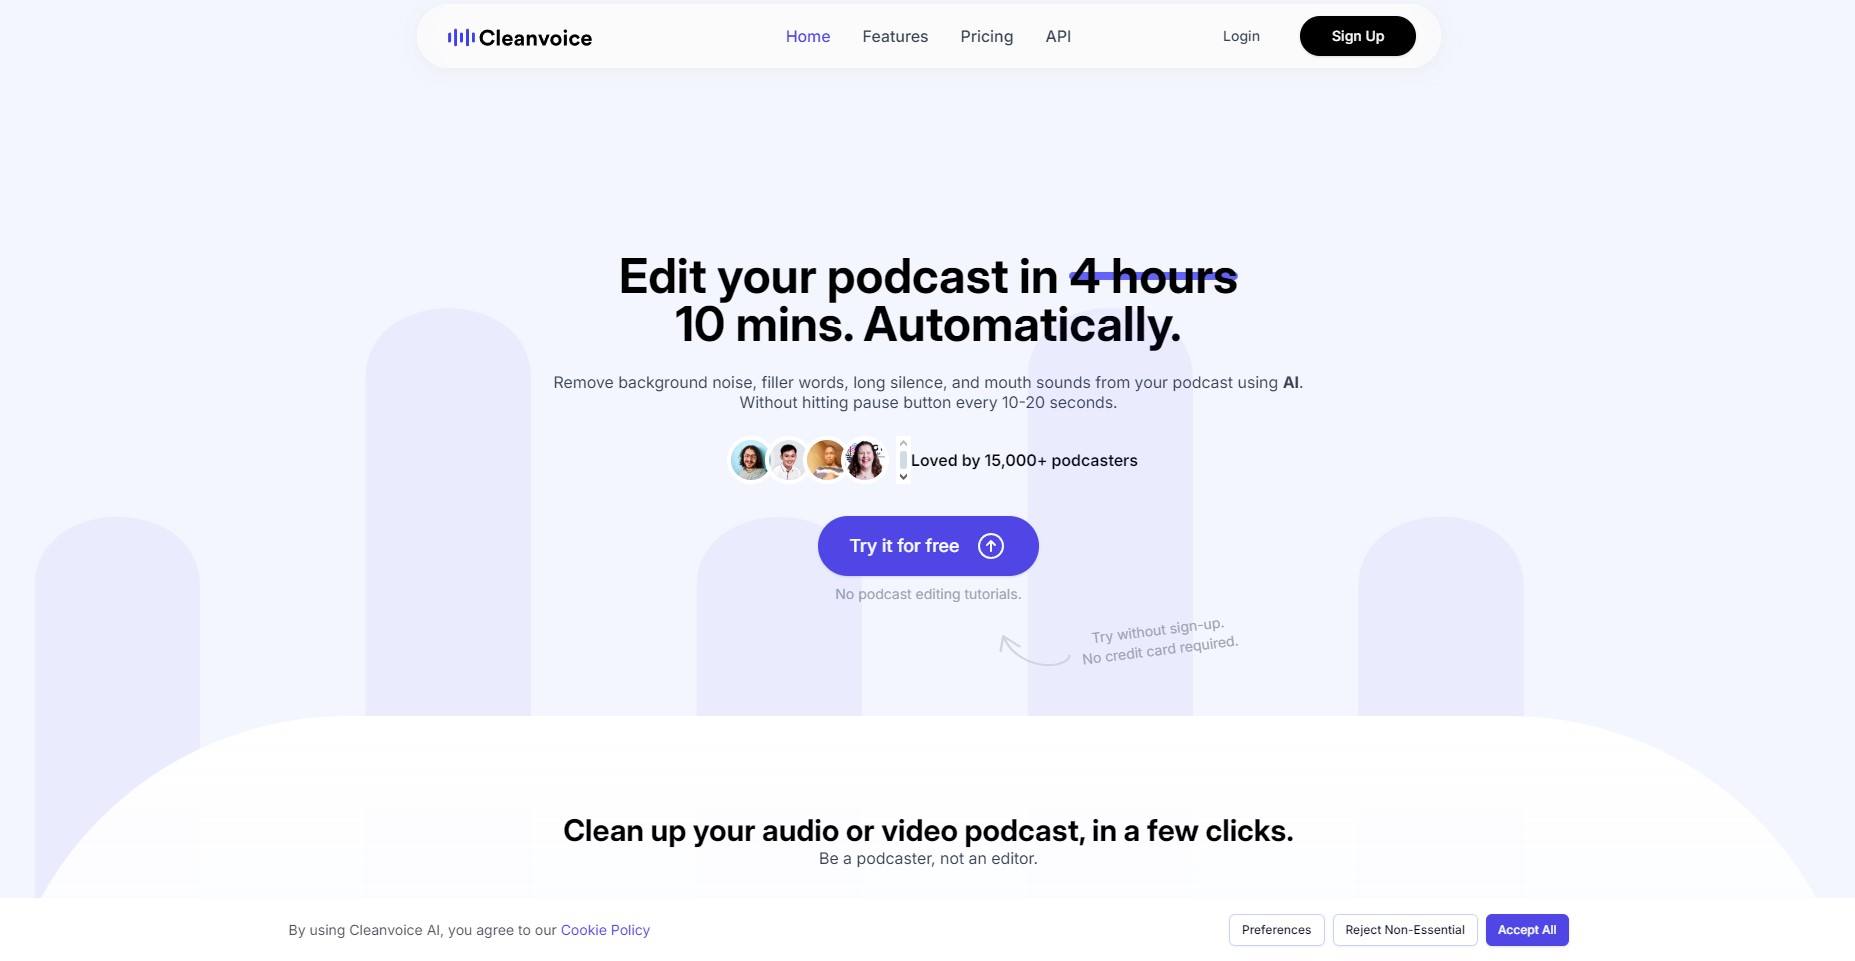 Cleanvoice
Home
Features
Pricing
API
Login
Sign Up
Edit your podcast in 4 hours
10 mins. Automatically.
Remove background noise, filler words, long silence, and mouth sounds from your podcast using AI.
Without hitting pause button every 10-20 seconds.
Loved by 15,000+ podcasters
Try it for free
No podcast editing tutorials.
Try without sign-up.
No credit card required.
Clean up your audio or video podcast, in a few clicks.
Be a podcaster, not an editor.
By using Cleanvoice AI, you agree to our Cookie Policy
Preferences
Reject Non-Essential
Accept All